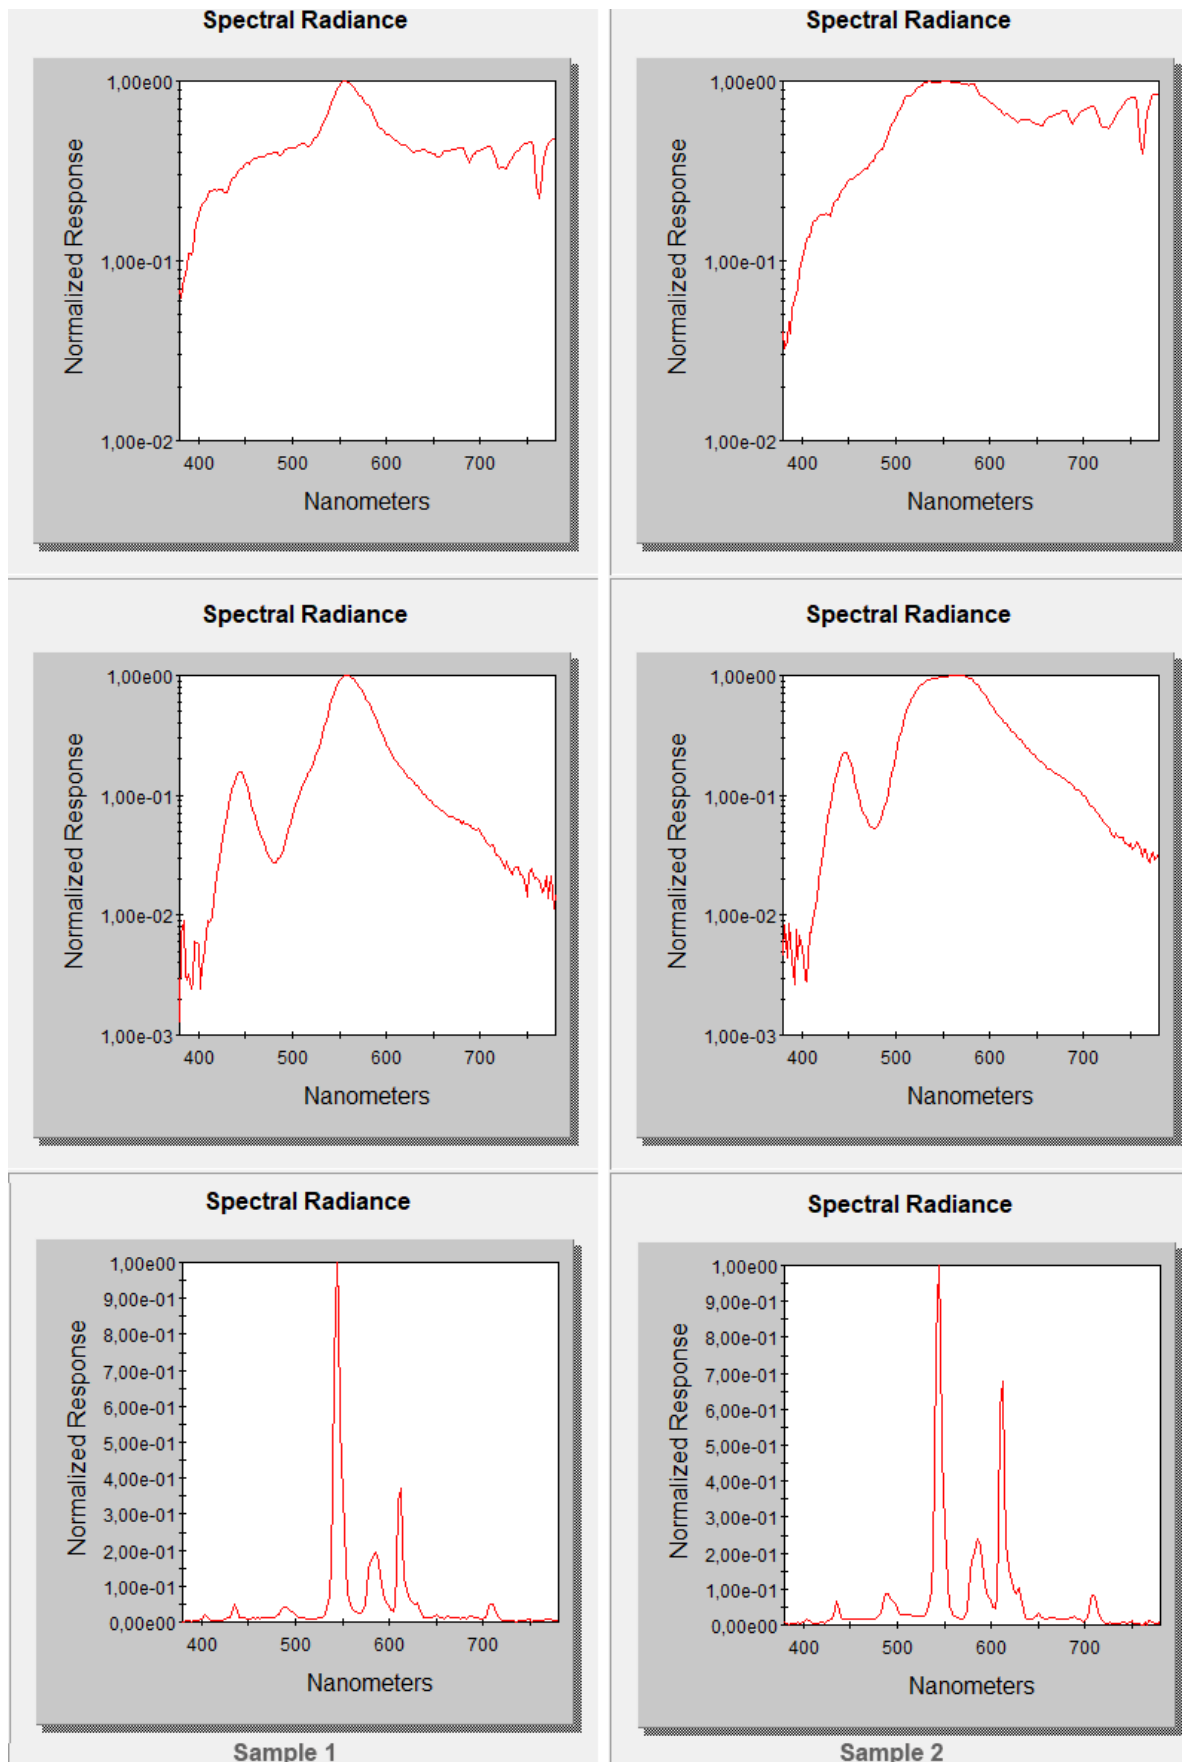 Spectral Radiance
Normalized Response
1,00e00
1,00e-01
1,00e-02
400 500 600 700
Nanometers
Spectral Radiance
Normalized Response
1,00e00
1,00e-01
1,00e-02
400 500 600 700
Nanometers
Spectral Radiance
Normalized Response
1,00e00
1,00e-01
1,00e-02
1,00e-03
400 500 600 700
Nanometers
Spectral Radiance
Normalized Response
1,00e00
1,00e-01
1,00e-02
1,00e-03
400 500 600 700
Nanometers
Spectral Radiance
Normalized Response
1,00e00
9,00e-01
8,00e-01
7,00e-01
6,00e-01
5,00e-01
4,00e-01
3,00e-01
2,00e-01
1,00e-01
0,00e00
400 500 600 700
Nanometers
Sample 1
Spectral Radiance
Normalized Response
1,00e00
9,00e-01
8,00e-01
7,00e-01
6,00e-01
5,00e-01
4,00e-01
3,00e-01
2,00e-01
1,00e-01
0,00e00
400 500 600 700
Nanometers
Sample 2